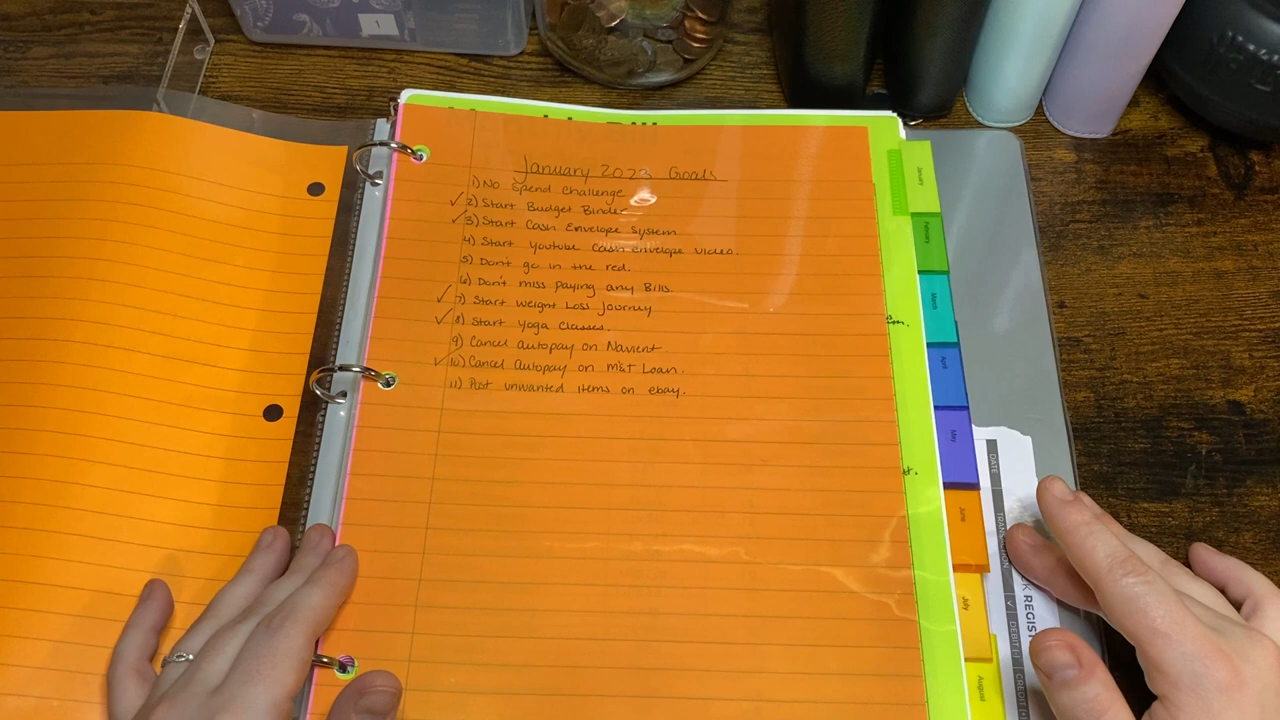 1
January 2023 Goals
1) No Spend Challenge
✓ 2) Start Budget Binder
✓ 3) Start Cash Envelope System
4) Start Youtube Cash envelope video.
5) Don't go in the red.
6) Don't miss paying any Bills.
✓ 7) Start Weight Loss Journey
✓ 8) Start Yoga Classes.
9) Cancel Autopay on Navient.
✓ 10) Cancel Autopay on M&T Loan.
11) Post unwanted items on ebay.
January
February
March
April
May
June
July
August
DATE
TRANSACTION
✓
DEBIT (-)
CREDIT (+)